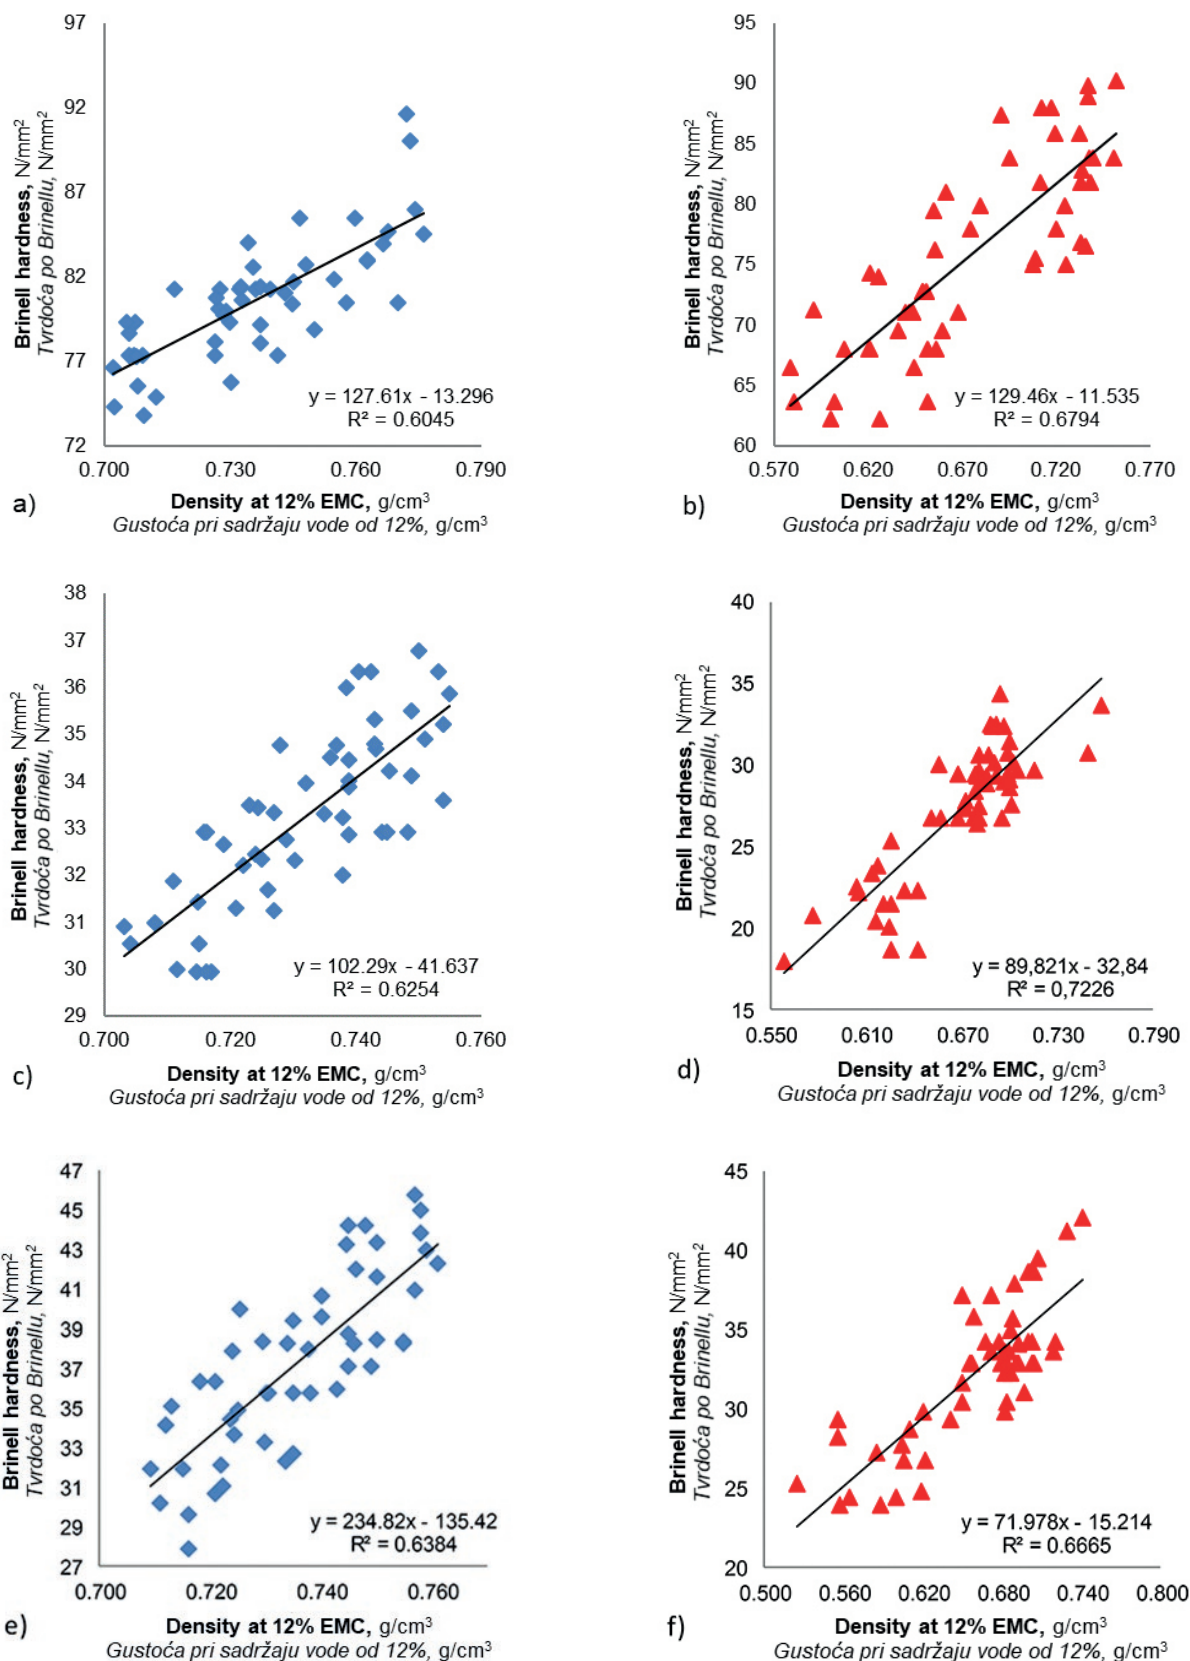 97
92
87
82
77
72
Brinell hardness, N/mm²
Tvrdoća po Brinellu, N/mm²
y = 127.61x - 13.296
R² = 0.6045
0.700 0.730 0.760 0.790
a)
Density at 12% EMC, g/cm³
Gustoća pri sadržaju vode od 12%, g/cm³
95
90
85
80
75
70
65
60
Brinell hardness, N/mm²
Tvrdoća po Brinellu, N/mm²
y = 129.46x - 11.535
R² = 0.6794
0.570 0.620 0.670 0.720 0.770
b)
Density at 12% EMC, g/cm³
Gustoća pri sadržaju vode od 12%, g/cm³
38
37
36
35
34
33
32
31
30
29
Brinell hardness, N/mm²
Tvrdoća po Brinellu, N/mm²
y = 102.29x - 41.637
R² = 0.6254
0.700 0.720 0.740 0.760
c)
Density at 12% EMC, g/cm³
Gustoća pri sadržaju vode od 12%, g/cm³
40
35
30
25
20
15
Brinell hardness, N/mm²
Tvrdoća po Brinellu, N/mm²
y = 89,821x - 32,84
R² = 0,7226
0.550 0.610 0.670 0.730 0.790
d)
Density at 12% EMC, g/cm³
Gustoća pri sadržaju vode od 12%, g/cm³
47
45
43
41
39
37
35
33
31
29
27
Brinell hardness, N/mm²
Tvrdoća po Brinellu, N/mm²
y = 234.82x - 135.42
R² = 0.6384
0.700 0.720 0.740 0.760
e)
Density at 12% EMC, g/cm³
Gustoća pri sadržaju vode od 12%, g/cm³
45
40
35
30
25
20
Brinell hardness, N/mm²
Tvrdoća po Brinellu, N/mm²
y = 71.978x - 15.214
R² = 0.6665
0.500 0.560 0.620 0.680 0.740 0.800
f)
Density at 12% EMC, g/cm³
Gustoća pri sadržaju vode od 12%, g/cm³